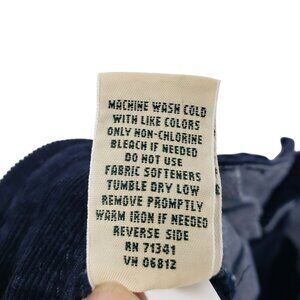 MACHINE WASH COLD
WITH LIKE COLORS
ONLY NON-CHLORINE
BLEACH IF NEEDED
DO NOT USE
FABRIC SOFTENERS
TUMBLE DRY LOW
REMOVE PROMPTLY
WARM IRON IF NEEDED
REVERSE SIDE
RN 71341
VN 06812